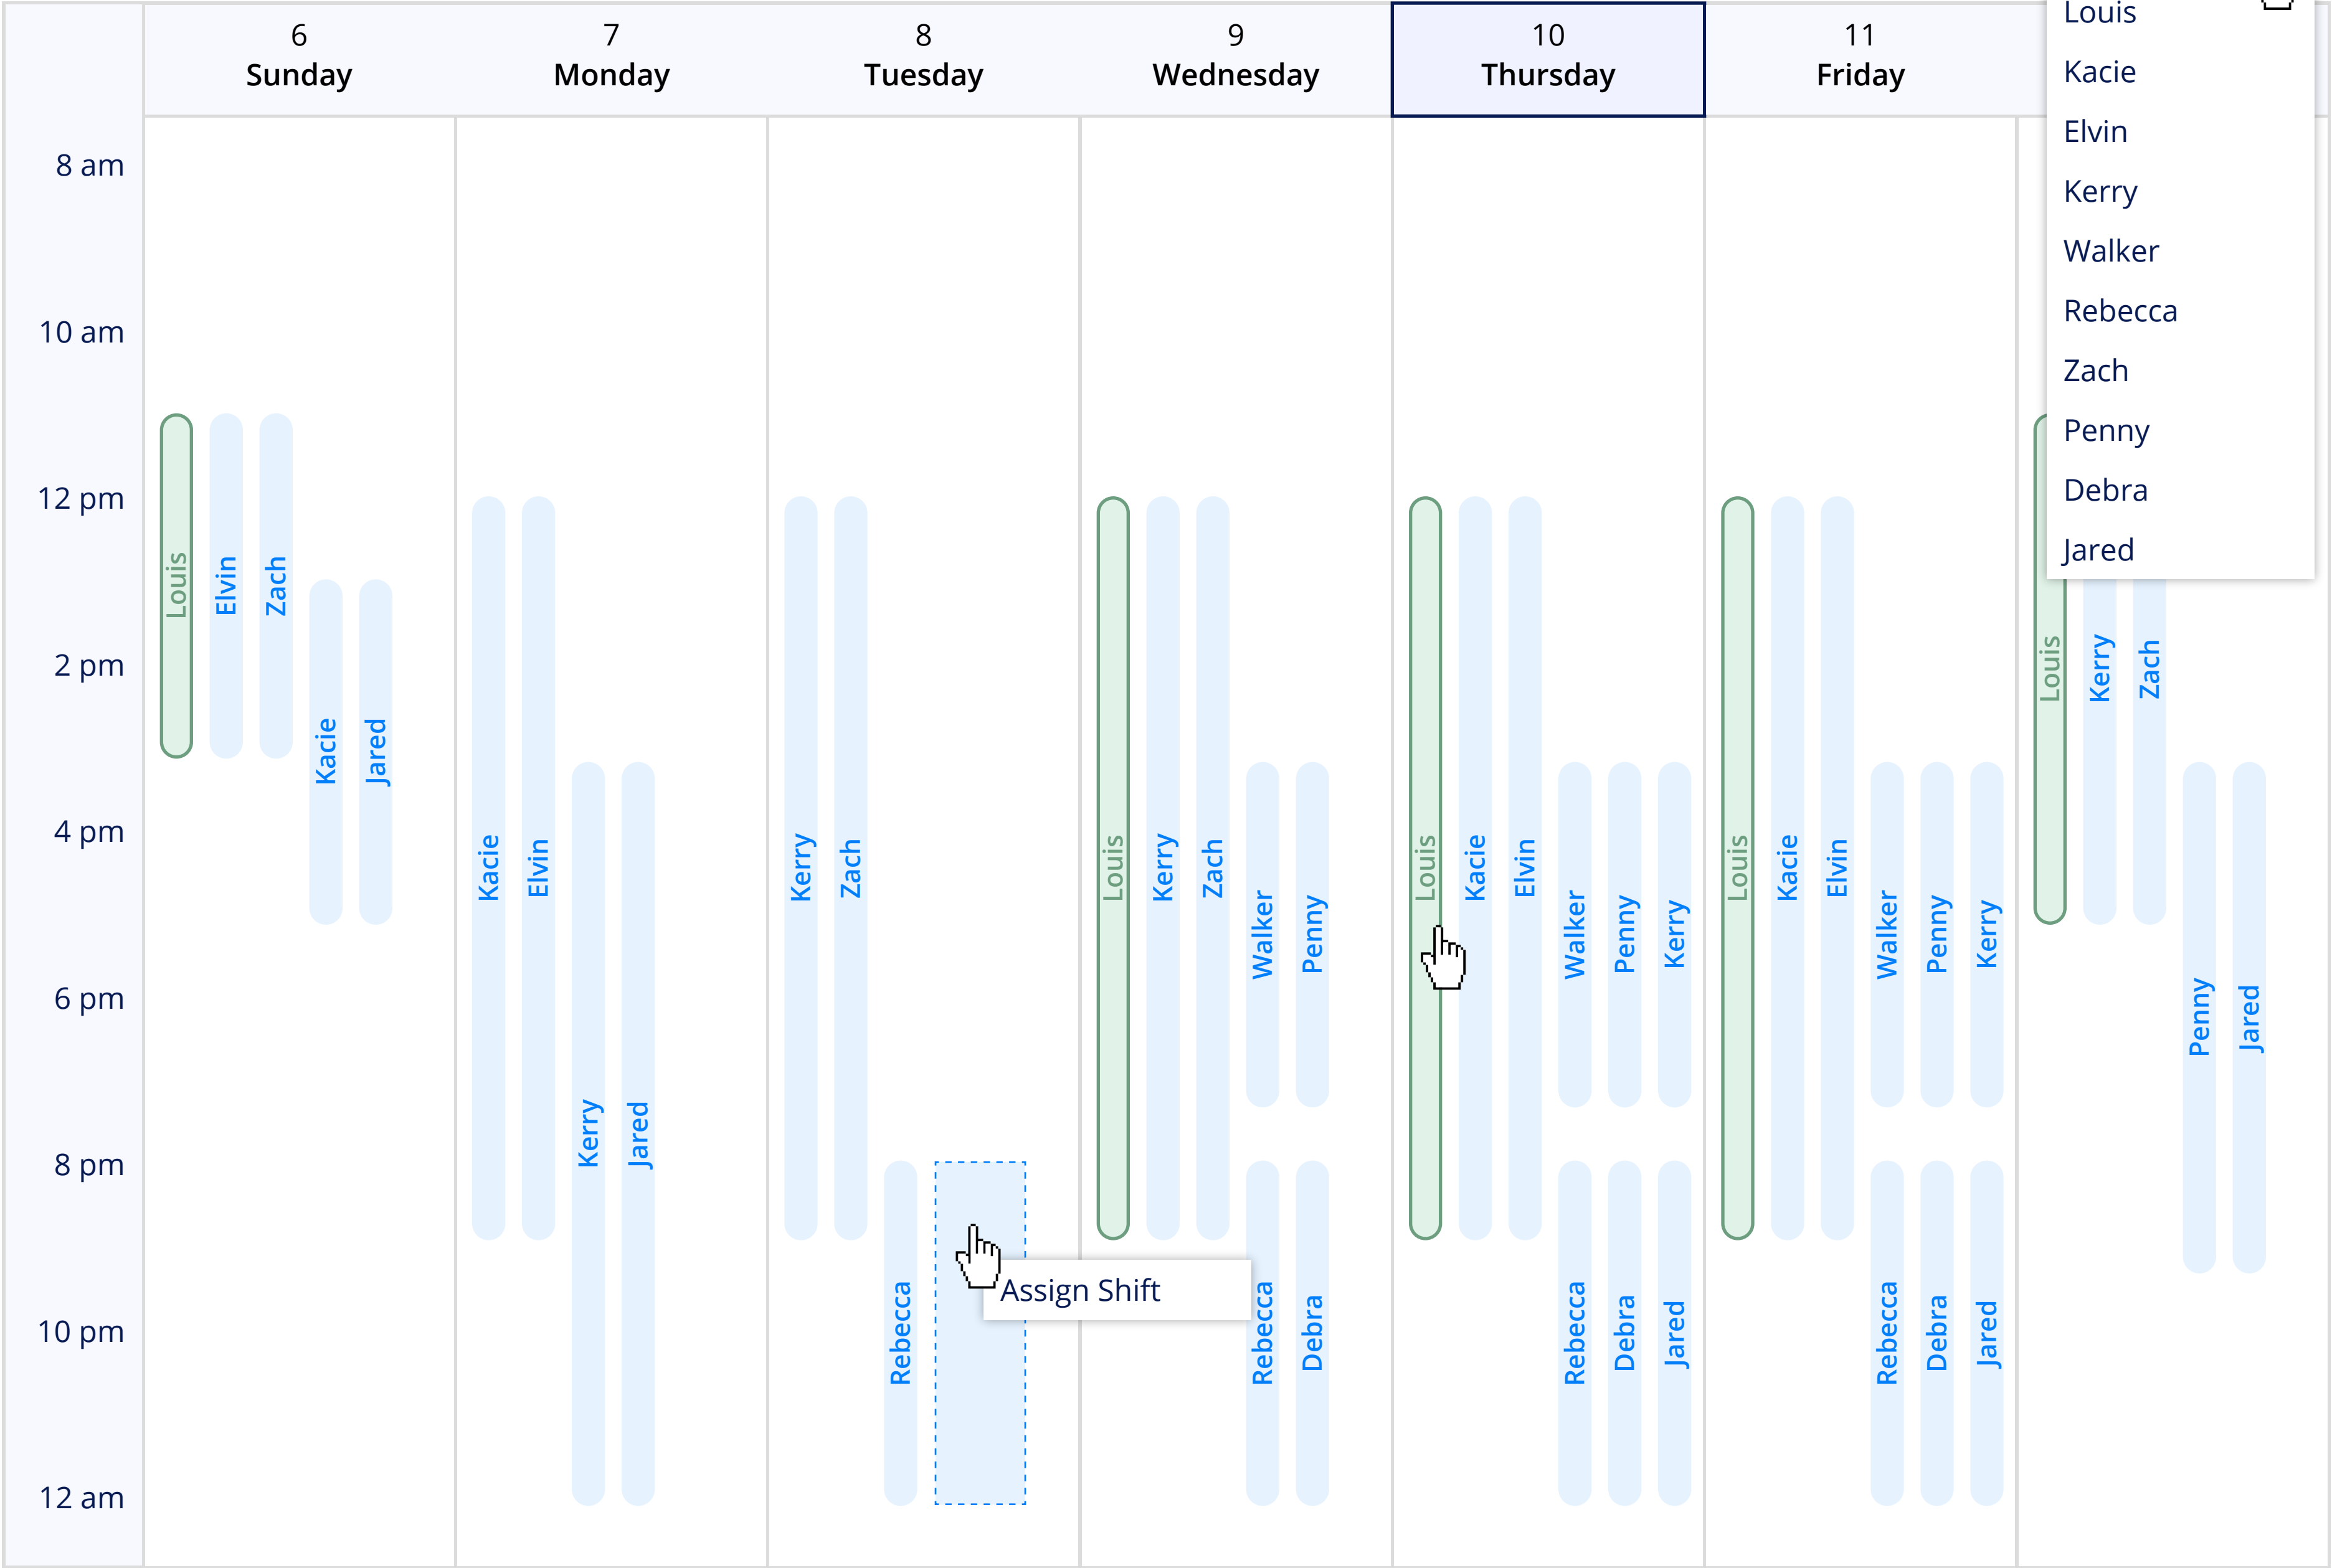 6
Sunday
7
Monday
8
Tuesday
9
Wednesday
10
Thursday
11
Friday
Louis
Kacie
Elvin
Kerry
Walker
Rebecca
Zach
Penny
Debra
Jared
8 am
10 am
12 pm
2 pm
4 pm
6 pm
8 pm
10 pm
12 am
Louis
Elvin
Zach
Kacie
Jared
Kacie
Elvin
Kerry
Jared
Kerry
Zach
Rebecca
Assign Shift
Louis
Kerry
Zach
Walker
Penny
Rebecca
Debra
Louis
Kacie
Elvin
Walker
Penny
Kerry
Rebecca
Debra
Jared
Louis
Kacie
Elvin
Walker
Penny
Kerry
Rebecca
Debra
Jared
Louis
Kerry
Zach
Penny
Jared